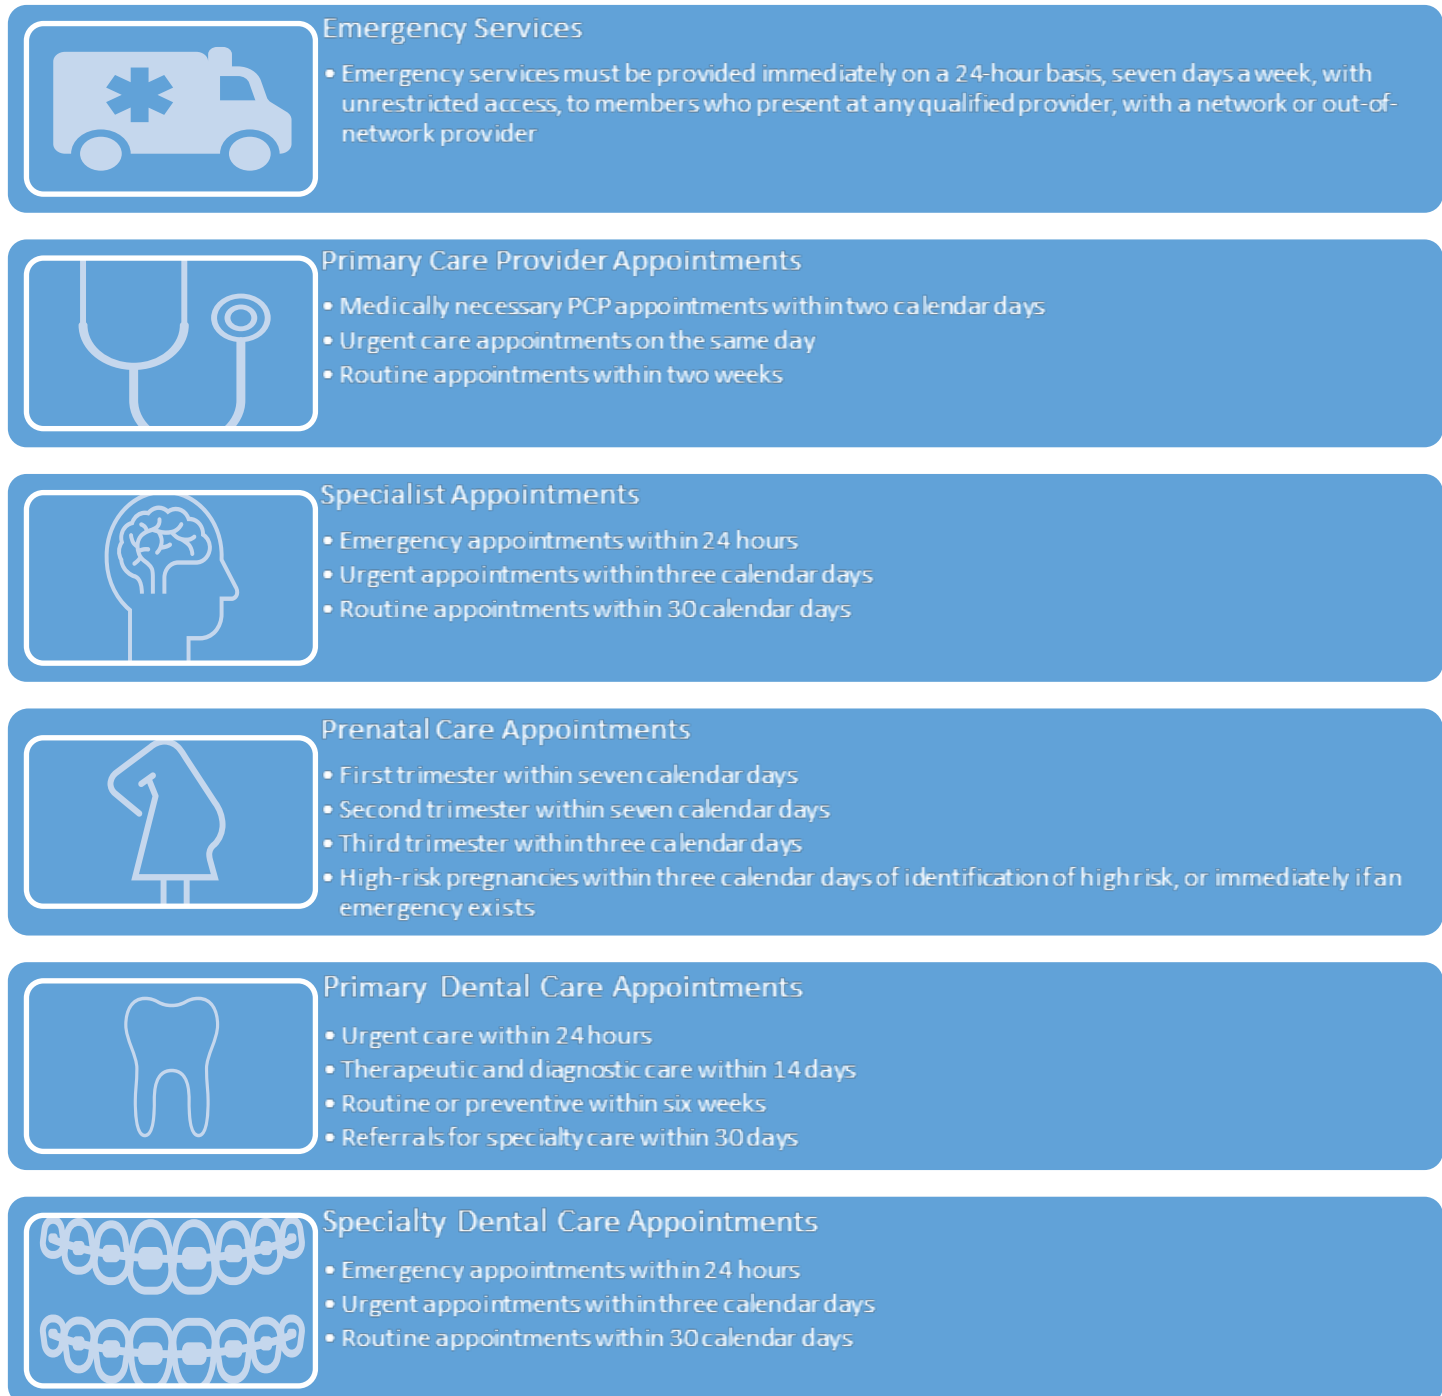 Emergency Services
• Emergency services must be provided immediately on a 24-hour basis, seven days a week, with
unrestricted access, to members who present at any qualified provider, with a network or out-of-
network provider
Primary Care Provider Appointments
• Medically necessary PCP appointments within two calendar days
• Urgent care appointments on the same day
• Routine appointments within two weeks
Specialist Appointments
• Emergency appointments within 24 hours
• Urgent appointments within three calendar days
• Routine appointments within 30 calendar days
Prenatal Care Appointments
• First trimester within seven calendar days
• Second trimester within seven calendar days
• Third trimester within three calendar days
• High-risk pregnancies within three calendar days of identification of high risk, or immediately if an
emergency exists
Primary Dental Care Appointments
• Urgent care within 24 hours
• Therapeutic and diagnostic care within 14 days
• Routine or preventive within six weeks
• Referrals for specialty care within 30 days
Specialty Dental Care Appointments
• Emergency appointments within 24 hours
• Urgent appointments within three calendar days
• Routine appointments within 30 calendar days